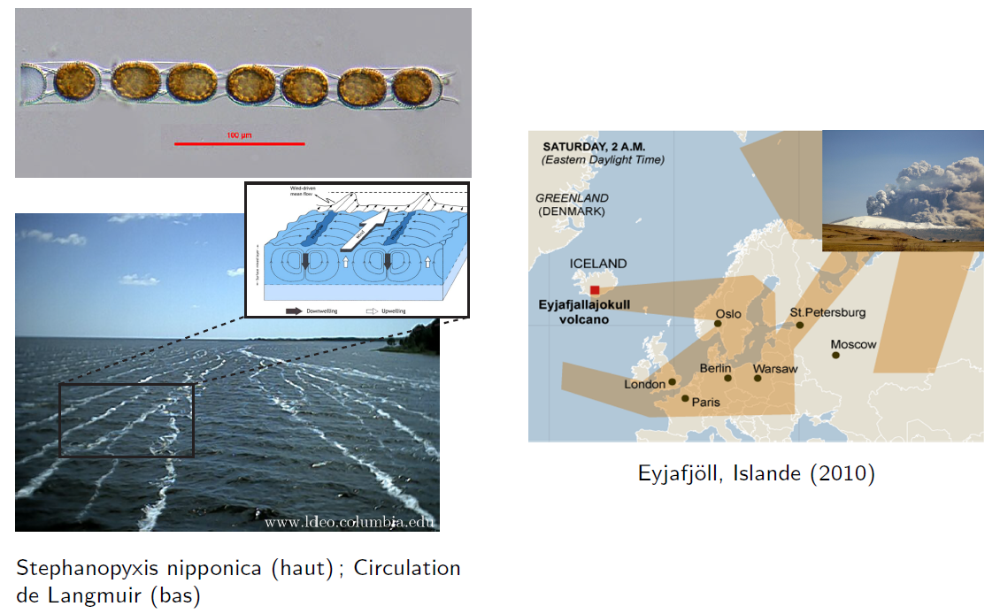 100 µm
Wind-driven
mean flow
Wind
Surface mixed layer
Downwelling
Upwelling
www.ldeo.columbia.edu
Stephanopyxis nipponica (haut) ; Circulation
de Langmuir (bas)
SATURDAY, 2 A.M.
(Eastern Daylight Time)
GREENLAND
(DENMARK)
ICELAND
Eyjafjallajokull
volcano
Oslo
St.Petersburg
Moscow
Berlin
Warsaw
London
Paris
Eyjafjöll, Islande (2010)